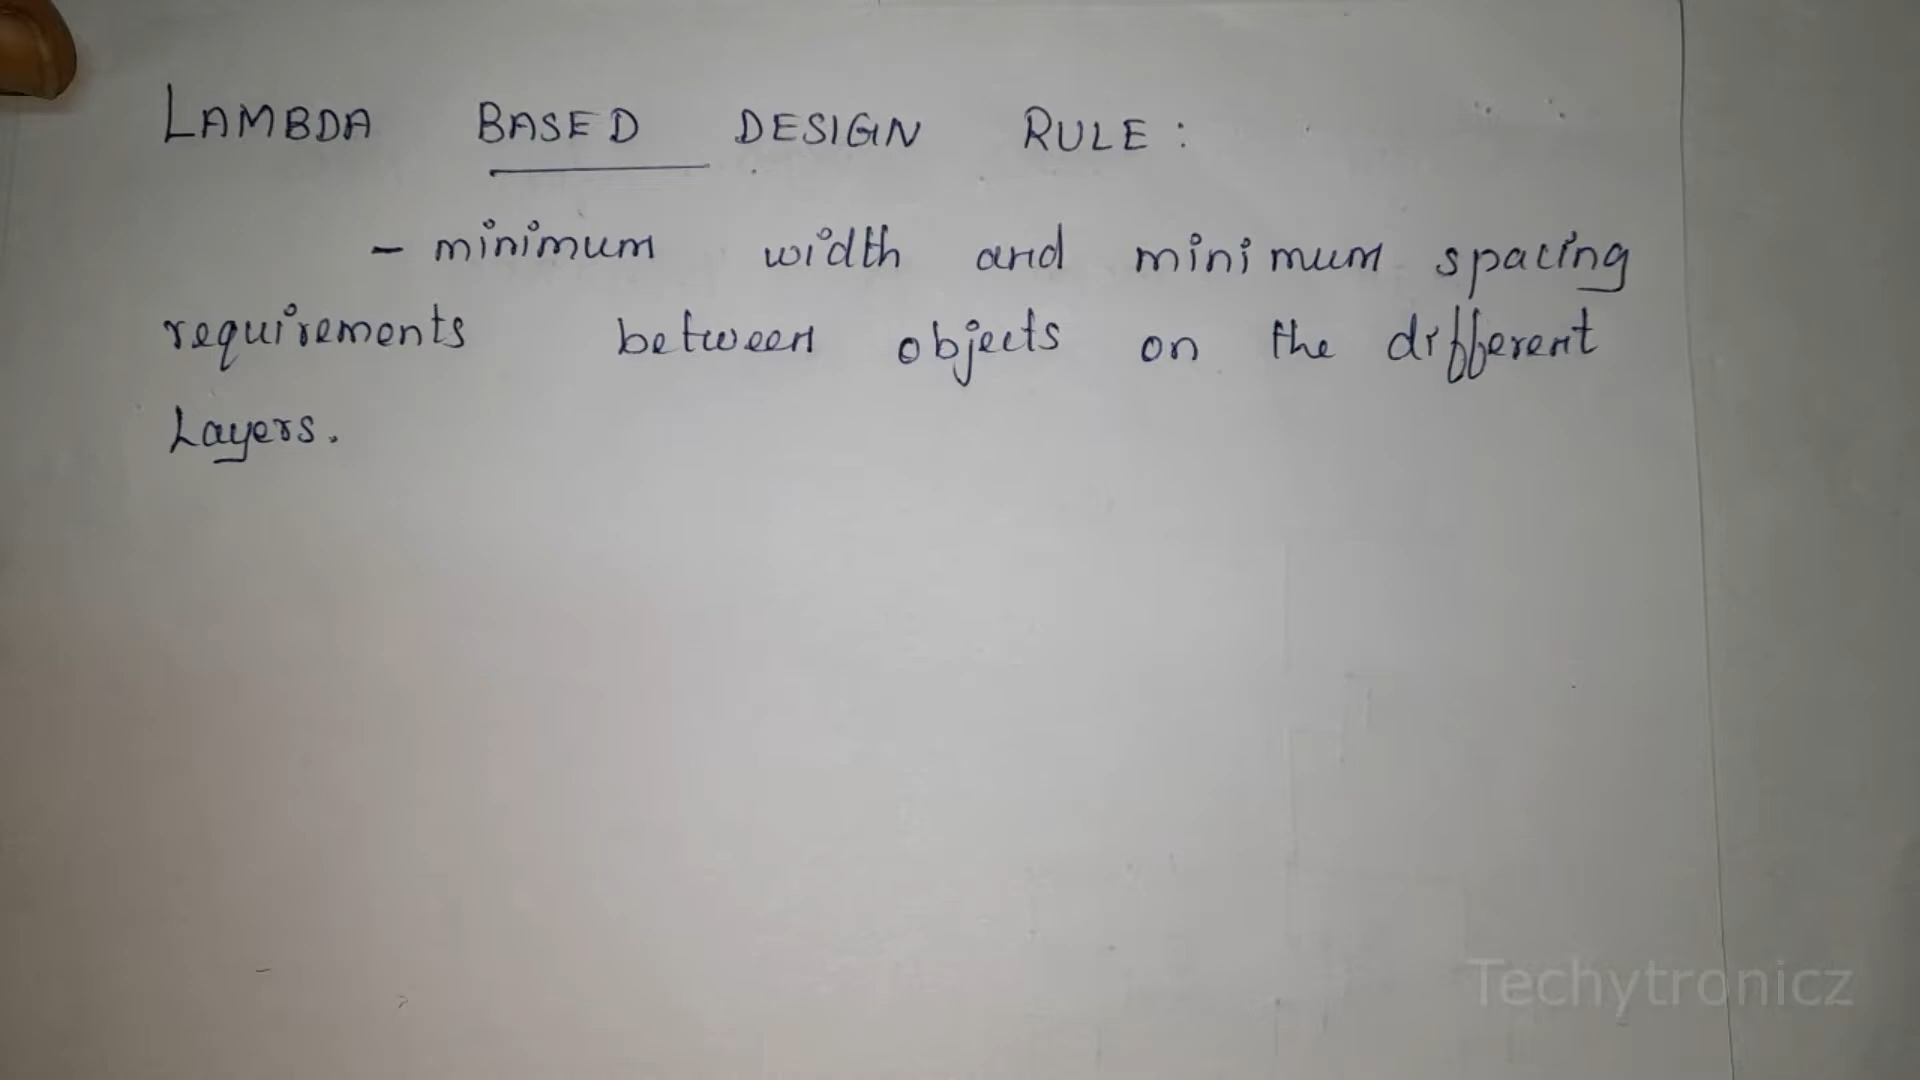 LAMBDA BASED DESIGN RULE :
- minimum width and minimum spacing
requirements between objects on the different
Layers.
Techytronicz